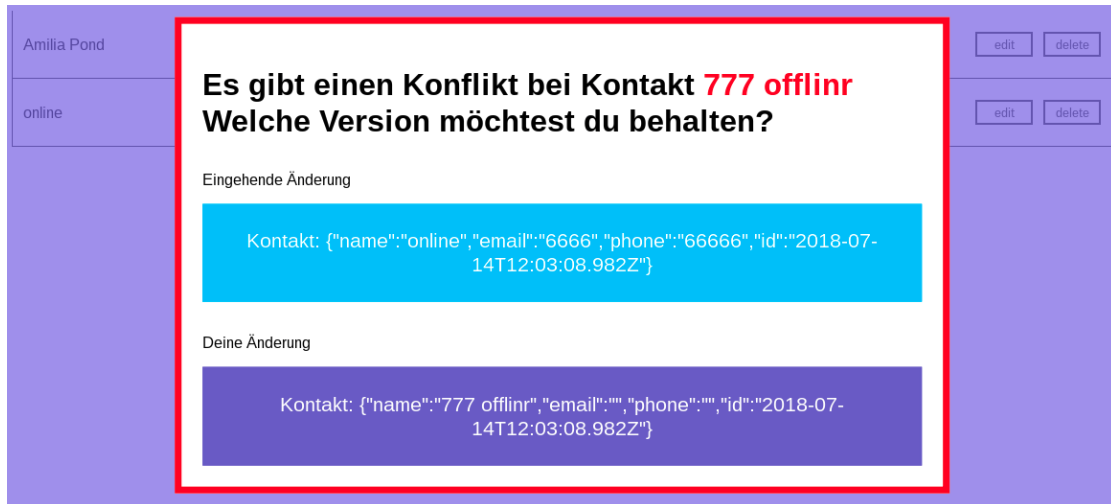 Amilia Pond
edit
delete
online
edit
delete
Es gibt einen Konflikt bei Kontakt 777 offlinr
Welche Version möchtest du behalten?
Eingehende Änderung
Kontakt: {"name":"online","email":"6666","phone":"66666","id":"2018-07-
14T12:03:08.982Z"}
Deine Änderung
Kontakt: {"name":"777 offlinr","email":"","phone":"","id":"2018-07-
14T12:03:08.982Z"}